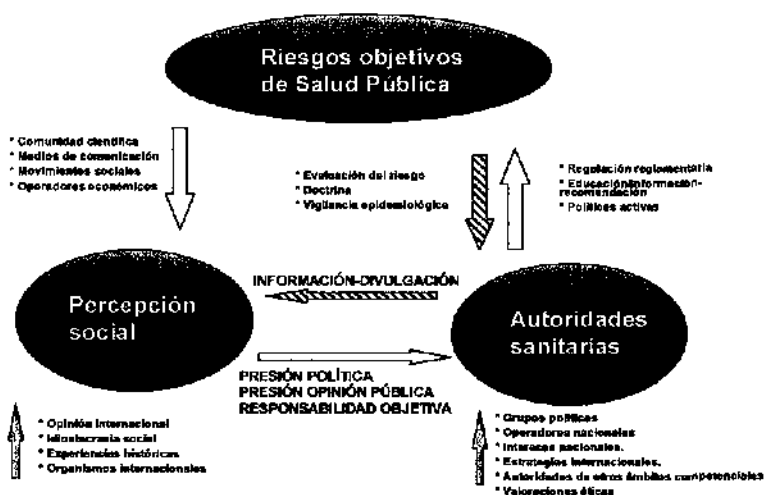 Riesgos objetivos
de Salud Pública
* Comunidad científica
* Medios de comunicación
* Movimientos sociales
* Operadores económicos
* Evaluación del riesgo
* Doctrina
* Vigilancia epidemiológica
* Regulación reglamentaria
* Educación-información-
recomendación
* Políticas activas
INFORMACIÓN-DIVULGACIÓN
Percepción
social
Autoridades
sanitarias
PRESIÓN POLÍTICA
PRESIÓN OPINIÓN PÚBLICA
RESPONSABILIDAD OBJETIVA
* Opinión internacional
* Idiosincrasia social
* Experiencias históricas
* Organismos internacionales
* Grupos políticos
* Operadores nacionales
* Intereses nacionales.
* Estrategias internacionales.
* Autoridades de otros ámbitos competenciales
* Valoraciones éticas